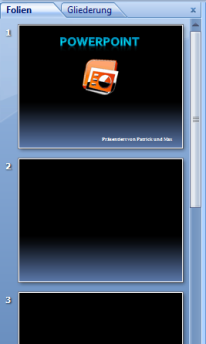 Folien Gliederung x
1
POWERPOINT
Präsentiert von Patrick und Max
2
3